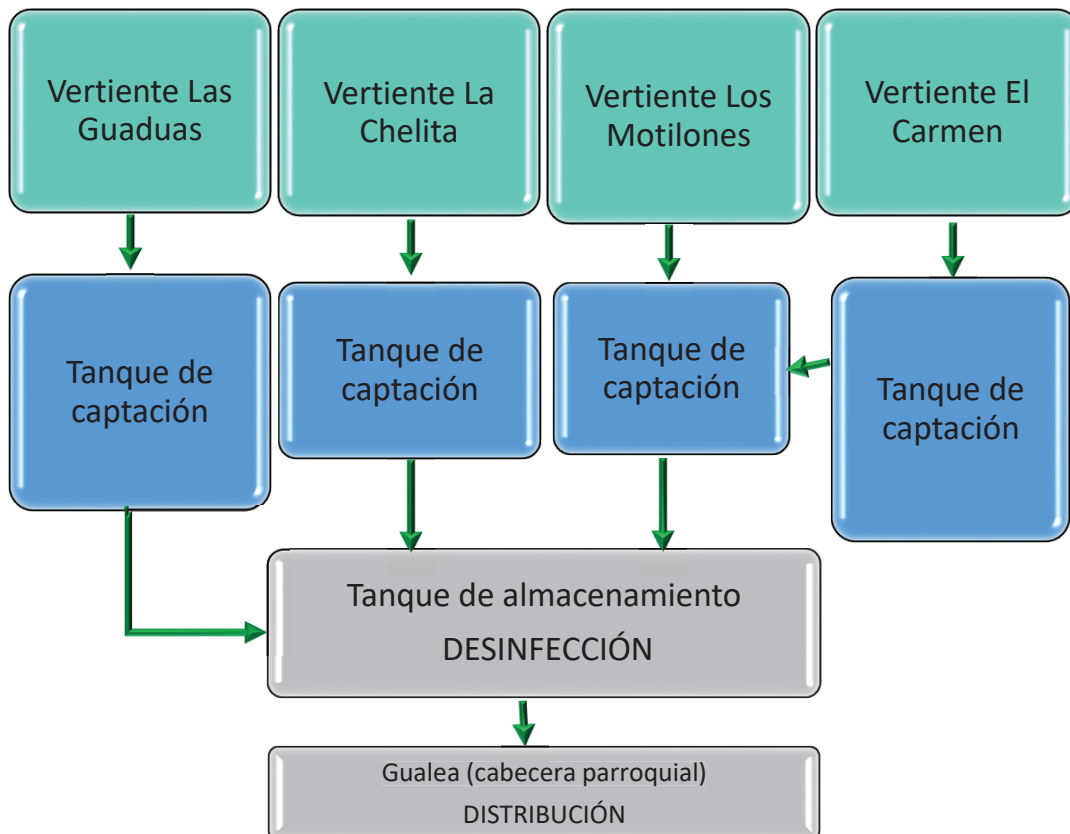 Vertiente Las
Guaduas
Vertiente La
Chelita
Vertiente Los
Motilones
Vertiente El
Carmen
Tanque de
captación
Tanque de
captación
Tanque de
captación
Tanque de
captación
Tanque de almacenamiento
DESINFECCIÓN
Gualea (cabecera parroquial)
DISTRIBUCIÓN